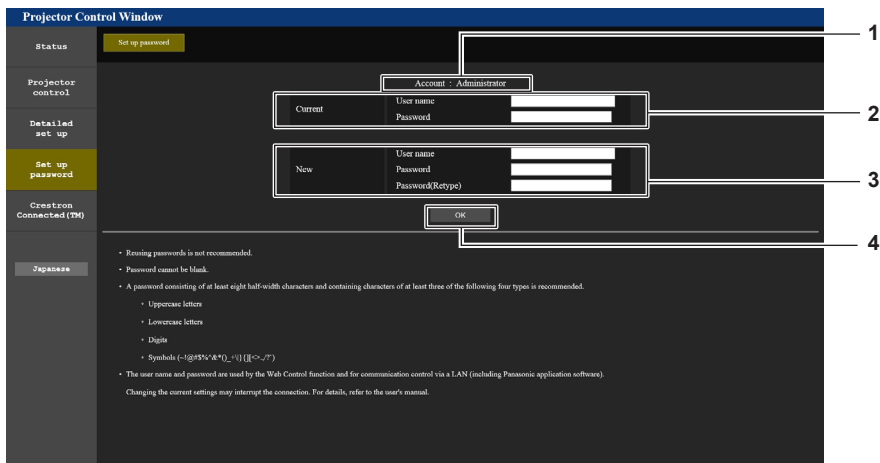 Projector Control Window
Status
Set up password
1
Projector
control
Account : Administrator
Current
User name
Password
2
Detailed
set up
Set up
password
New
User name
Password
Password(Retype)
3
Crestron
Connected(TM)
OK
4
Japanese
• Reusing passwords is not recommended.
• Password cannot be blank.
• A password consisting of at least eight half-width characters and containing characters of at least three of the following four types is recommended.
• Uppercase letters
• Lowercase letters
• Digits
• Symbols (~!@#$%^&*()_+\|}{][<>.,/?`)
• The user name and password are used by the Web Control function and for communication control via a LAN (including Panasonic application software).
Changing the current settings may interrupt the connection. For details, refer to the user's manual.